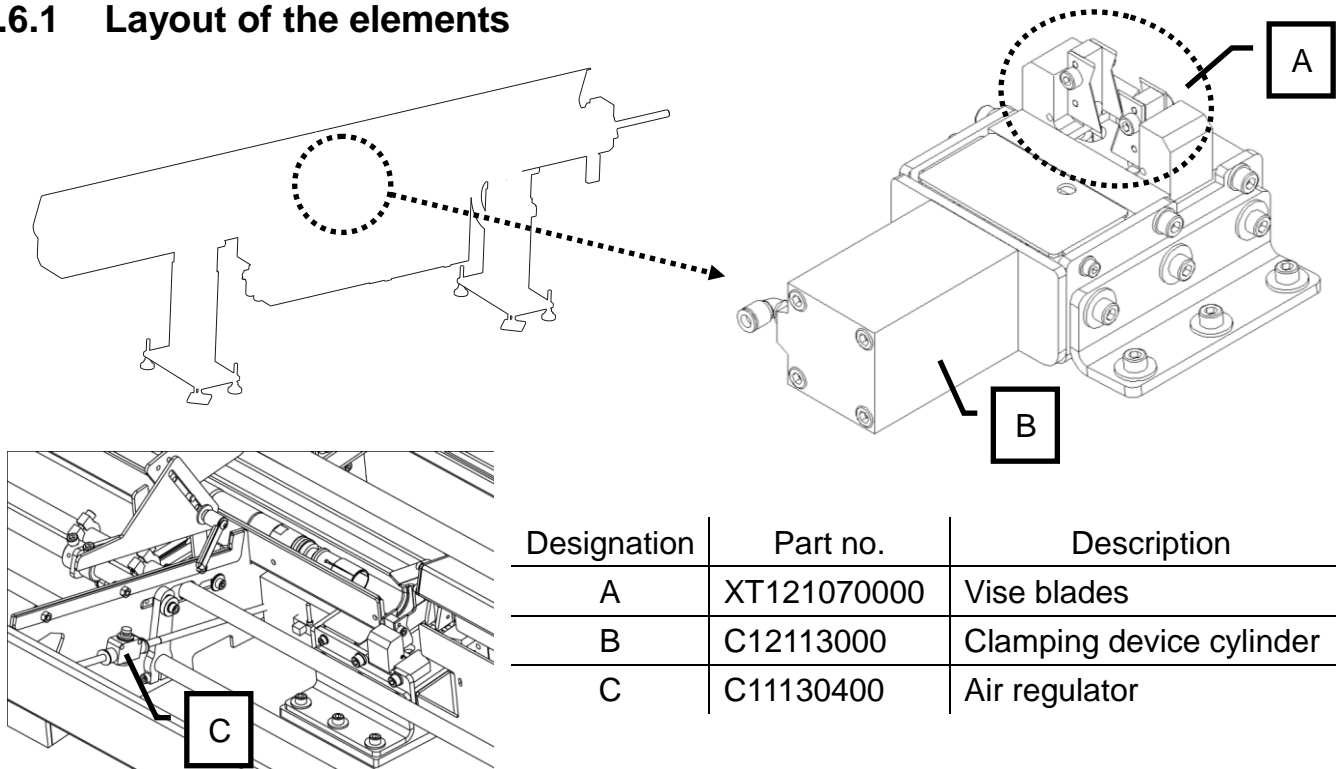 .6.1 Layout of the elements
A
B
C
Designation Part no. Description
A XT121070000 Vise blades
B C12113000 Clamping device cylinder
C C11130400 Air regulator